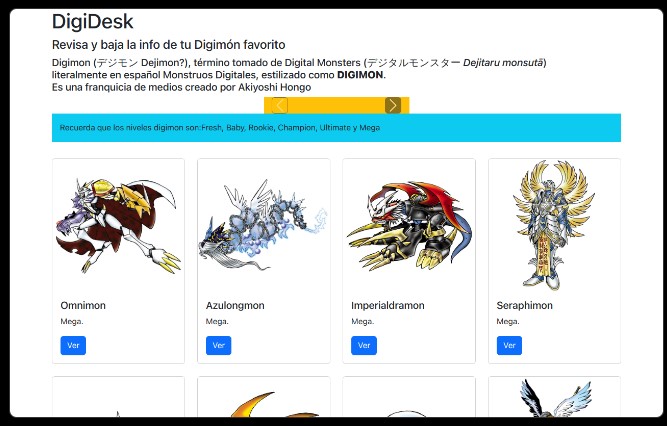 DigiDesk
Revisa y baja la info de tu Digimón favorito
Digimon (デジモン Dejimon?), término tomado de Digital Monsters (デジタルモンスター Dejitaru monsutā)
literalmente en español Monstruos Digitales, estilizado como DIGIMON.
Es una franquicia de medios creado por Akiyoshi Hongo
Recuerda que los niveles digimon son:Fresh, Baby, Rookie, Champion, Ultimate y Mega
Omnimon
Mega.
Ver
Azulongmon
Mega.
Ver
Imperialdramon
Mega.
Ver
Seraphimon
Mega.
Ver